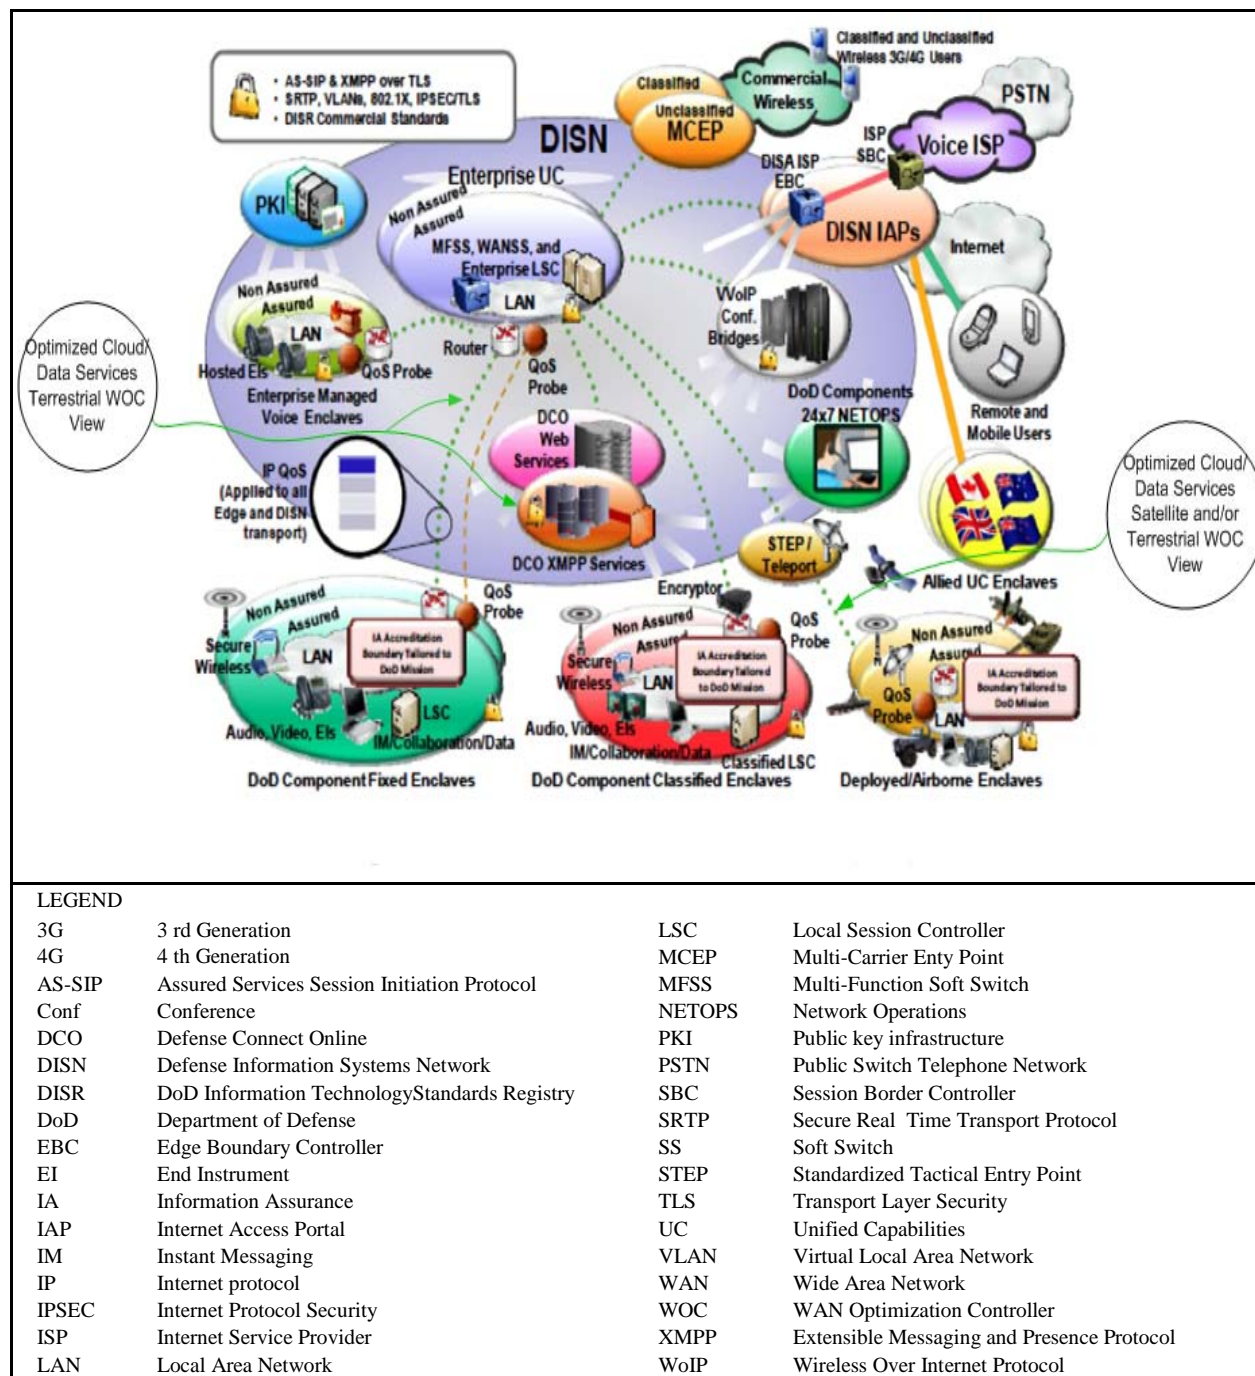 Classified and Unclassified
Wireless 3G/4G Users
• AS-SIP & XMPP over TLS
• SRTP, VLANs, 802.1X, IPSEC/TLS
• DISR Commercial Standards
Classified
Unclassified
MCEP
Commercial
Wireless
PSTN
ISP
SBC
Voice ISP
DISN
DISA ISP
EBC
Enterprise UC
PKI
Non Assured
Assured
MFSS, WANSS, and
Enterprise LSC
LAN
DISN IAPs
Internet
Non Assured
Assured
LAN
Hosted EIs
QoS Probe
Enterprise Managed
Voice Enclaves
Router
QoS
Probe
VVoIP
Conf.
Bridges
DoD Components
24x7 NETOPS
Remote and
Mobile Users
Optimized Cloud/
Data Services
Terrestrial WOC
View
DCO
Web
Services
IP QoS
(Applied to all
Edge and DISN
transport)
DCO XMPP Services
STEP /
Teleport
Allied UC Enclaves
Optimized Cloud/
Data Services
Satellite and/or
Terrestrial WOC
View
Non Assured
Assured
Secure
Wireless
LAN
IA Accreditation
Boundary Tailored to
DoD Mission
QoS
Probe
LSC
Audio, Video, EIs
IM/Collaboration/Data
DoD Component Fixed Enclaves
Encryptor
Non Assured
Assured
Secure
Wireless
LAN
IA Accreditation
Boundary Tailored
to DoD Mission
QoS
Probe
Audio, Video, EIs
IM/Collaboration/Data
Classified LSC
DoD Component Classified Enclaves
Non Assured
Assured
QoS
Probe
LAN
IA Accreditation
Boundary Tailored to
DoD Mission
Deployed/Airborne Enclaves
LEGEND
3G 3 rd Generation
4G 4 th Generation
AS-SIP Assured Services Session Initiation Protocol
Conf Conference
DCO Defense Connect Online
DISN Defense Information Systems Network
DISR DoD Information TechnologyStandards Registry
DoD Department of Defense
EBC Edge Boundary Controller
EI End Instrument
IA Information Assurance
IAP Internet Access Portal
IM Instant Messaging
IP Internet protocol
IPSEC Internet Protocol Security
ISP Internet Service Provider
LAN Local Area Network
LSC Local Session Controller
MCEP Multi-Carrier Enty Point
MFSS Multi-Function Soft Switch
NETOPS Network Operations
PKI Public key infrastructure
PSTN Public Switch Telephone Network
SBC Session Border Controller
SRTP Secure Real Time Transport Protocol
SS Soft Switch
STEP Standardized Tactical Entry Point
TLS Transport Layer Security
UC Unified Capabilities
VLAN Virtual Local Area Network
WAN Wide Area Network
WOC WAN Optimization Controller
XMPP Extensible Messaging and Presence Protocol
WoIP Wireless Over Internet Protocol